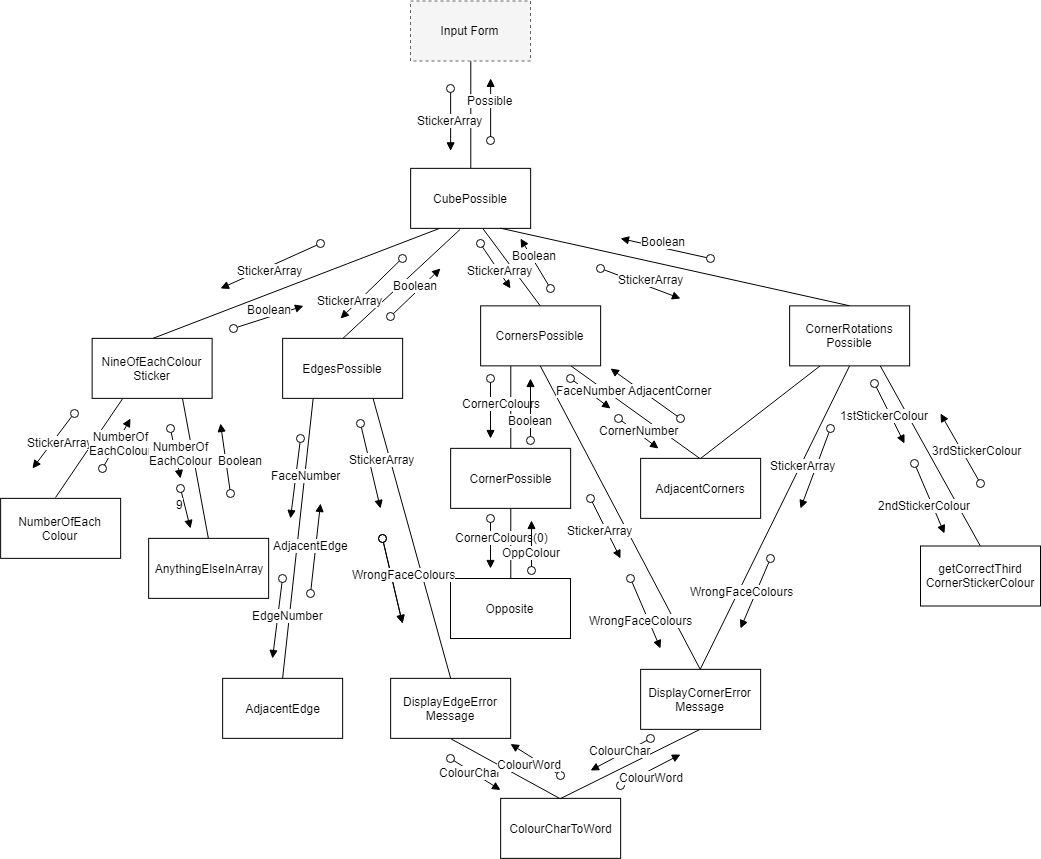 Input Form
Possible
StickerArray
CubePossible
Boolean
StickerArray
Boolean
StickerArray
StickerArray
Boolean
StickerArray
Boolean
CornersPossible
CornerRotations
Possible
NineOfEachColour
Sticker
EdgesPossible
CornerColours
FaceNumber
AdjacentCorner
Boolean
CornerNumber
1stStickerColour
StickerArray
NumberOf
EachColour
NumberOf
EachColour
Boolean
StickerArray
3rdStickerColour
StickerArray
FaceNumber
CornerPossible
AdjacentCorners
9
2ndStickerColour
NumberOfEach
Colour
StickerArray
CornerColours(0)
OppColour
AdjacentEdge
AnythingElseInArray
WrongFaceColours
getCorrectThird
CornerStickerColour
WrongFaceColours
Opposite
EdgeNumber
WrongFaceColours
AdjacentEdge
DisplayEdgeError
Message
DisplayCornerError
Message
ColourChar
ColourWord
ColourChar
ColourWord
ColourCharToWord